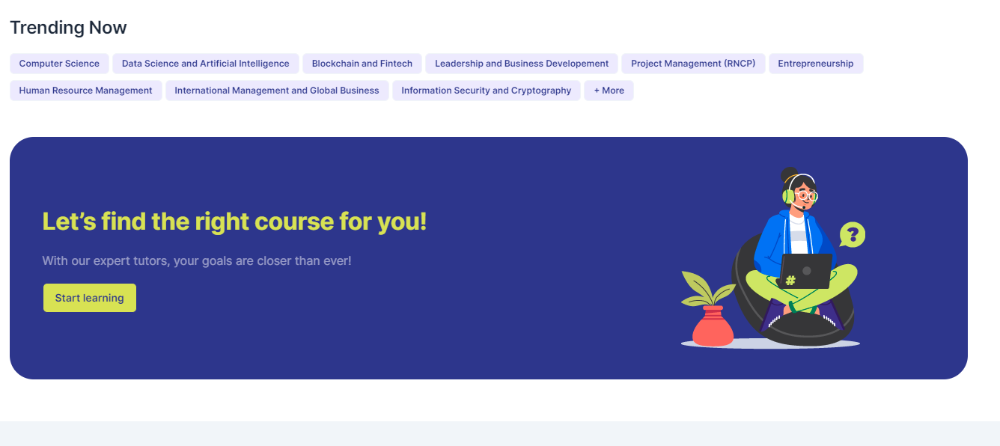 Trending Now
Computer Science Data Science and Artificial Intelligence Blockchain and Fintech Leadership and Business Developement Project Management (RNCP) Entrepreneurship
Human Resource Management International Management and Global Business Information Security and Cryptography + More
Let’s find the right course for you!
With our expert tutors, your goals are closer than ever!
Start learning
?
#